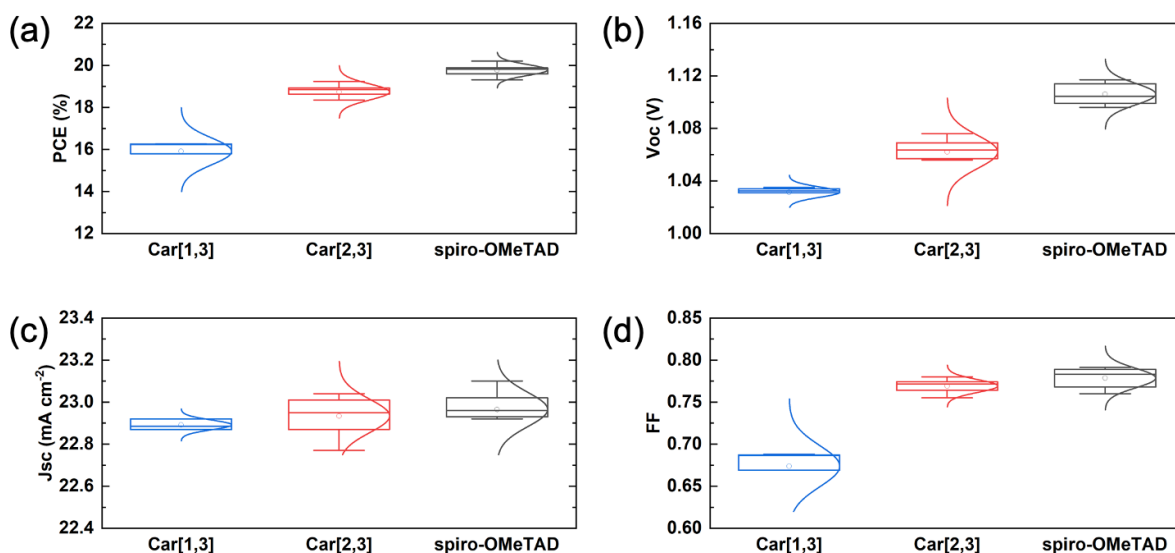 (a)
PCE (%)
22
20
18
16
14
12
Car[1,3] Car[2,3] spiro-OMeTAD
(b)
Voc (V)
1.16
1.12
1.08
1.04
1.00
Car[1,3] Car[2,3] spiro-OMeTAD
(c)
Jsc (mA cm⁻²)
23.4
23.2
23.0
22.8
22.6
22.4
Car[1,3] Car[2,3] spiro-OMeTAD
(d)
FF
0.85
0.80
0.75
0.70
0.65
0.60
Car[1,3] Car[2,3] spiro-OMeTAD